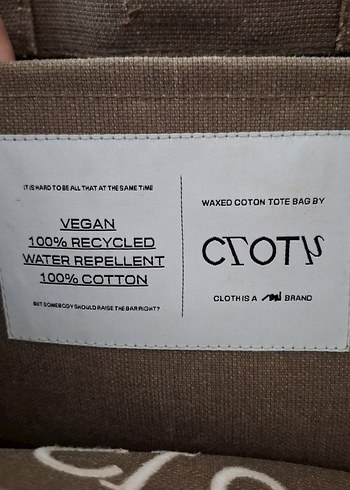 IT IS HARD TO BE ALL THAT AT THE SAME TIME
VEGAN
100% RECYCLED
WATER REPELLENT
100% COTTON
BUT SOMEBODY SHOULD RAISE THE BAR RIGHT?
WAXED COTON TOTE BAG BY
CLOTH
CLOTH IS A BRAND